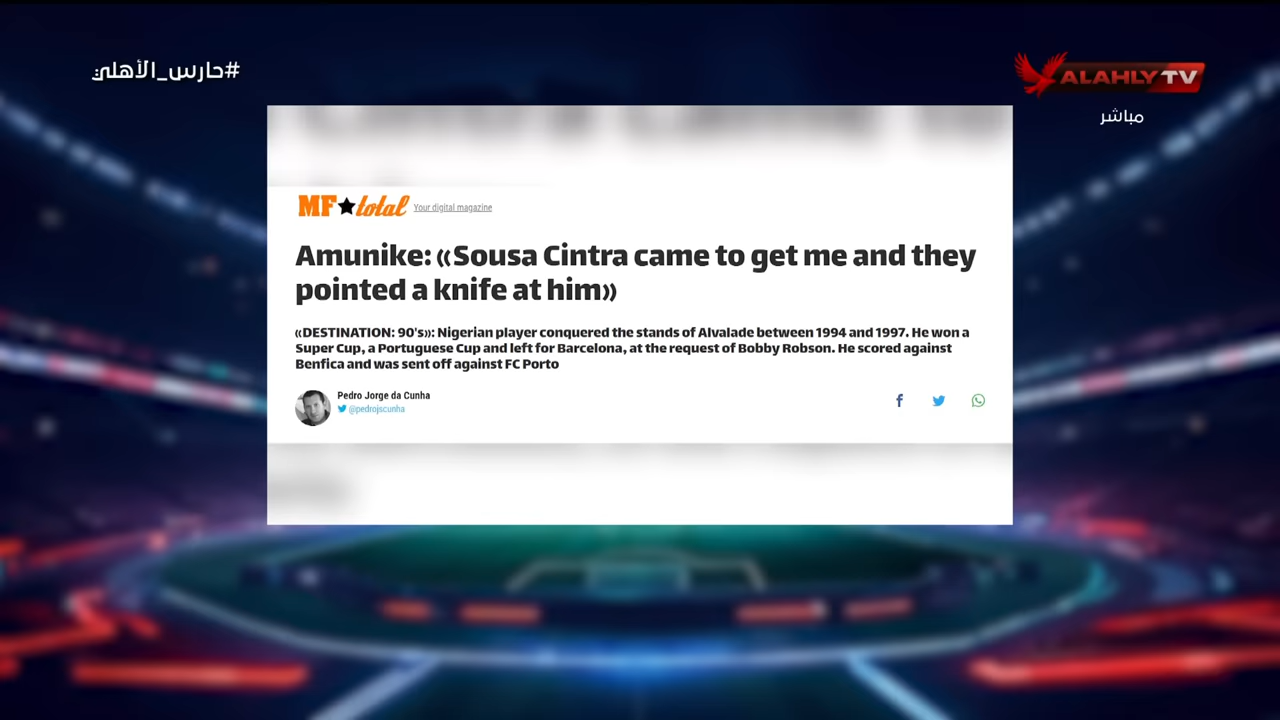 #حارس_الأهلي
ALAHLY TV
مباشر
MF★total Your digital magazine
Amunike: «Sousa Cintra came to get me and they
pointed a knife at him»
«DESTINATION: 90's»: Nigerian player conquered the stands of Alvalade between 1994 and 1997. He won a
Super Cup, a Portuguese Cup and left for Barcelona, at the request of Bobby Robson. He scored against
Benfica and was sent off against FC Porto
Pedro Jorge da Cunha
@pedrojscunha